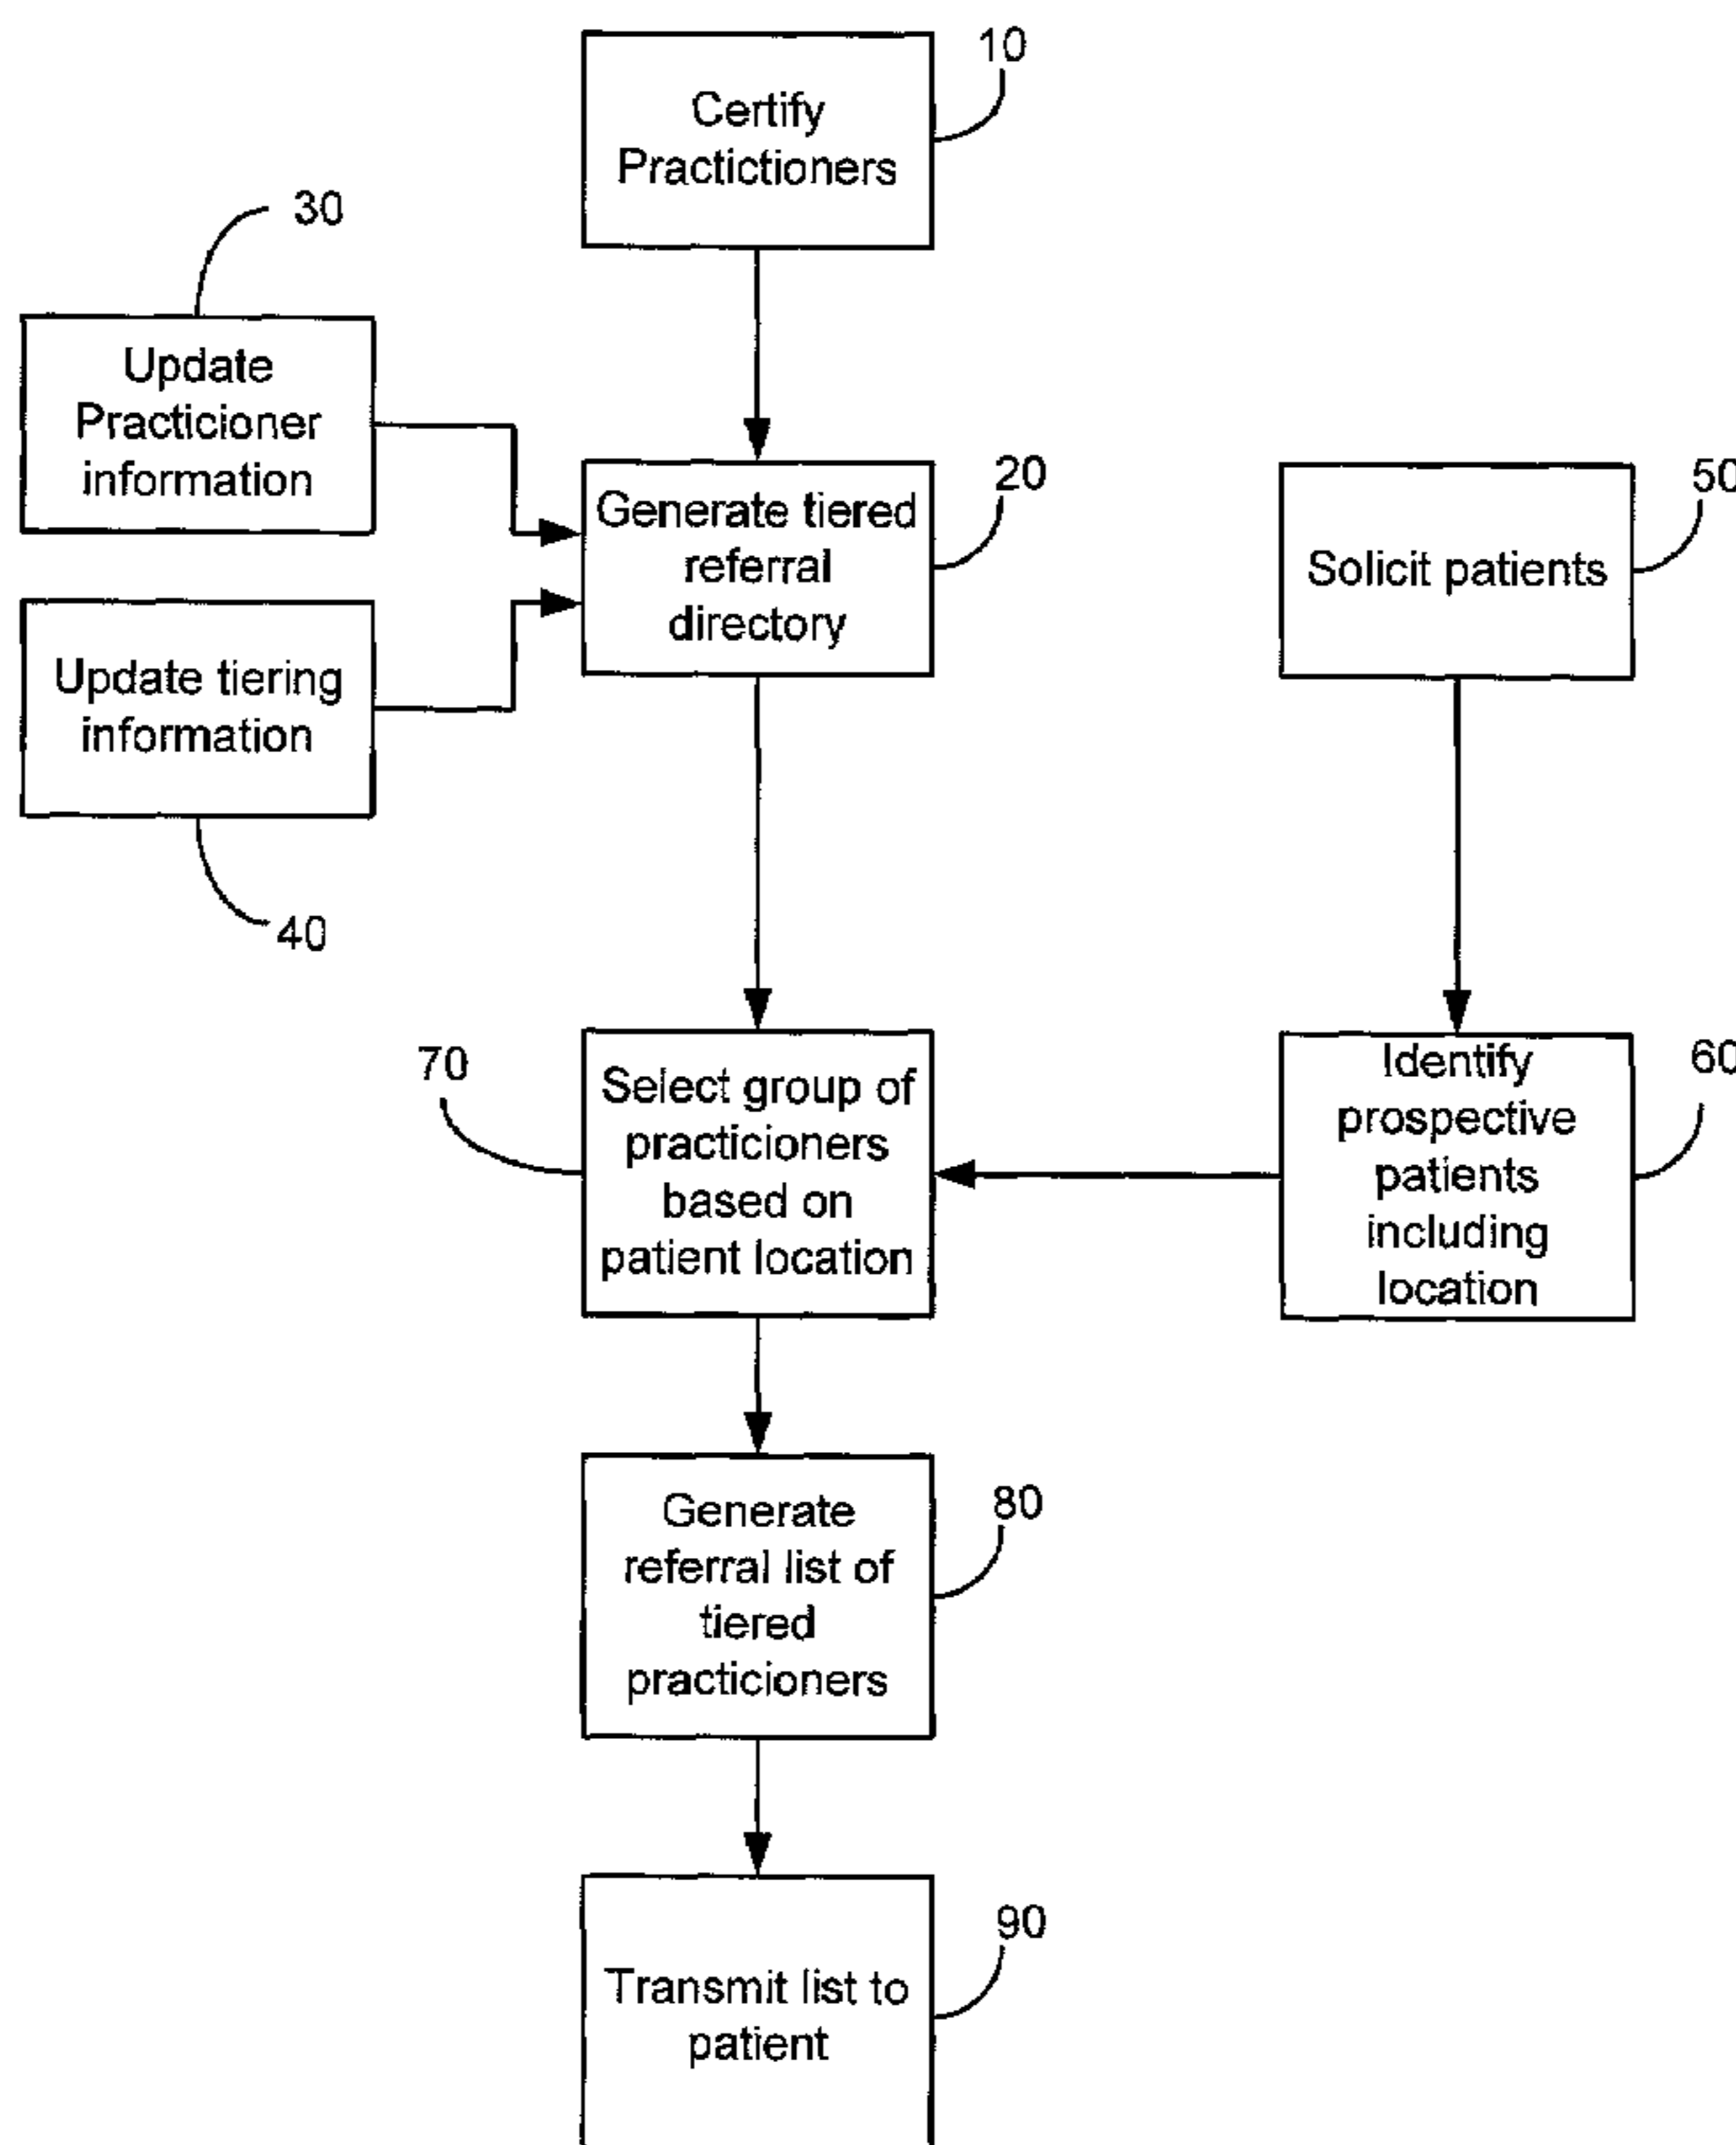 10
Certify
Practictioners
30
Update
Practicioner
information
20
Generate tiered
referral
directory
50
Solicit patients
Update tiering
information
40
70
Select group of
practicioners
based on
patient location
60
Identify
prospective
patients
including
location
80
Generate
referral list of
tiered
practicioners
90
Transmit list to
patient